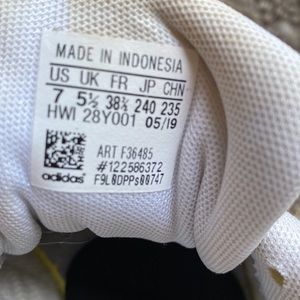 MADE IN INDONESIA
US UK FR JP CHN
7 5½ 38⅔ 240 235
HWI 28Y001 05/19
ART F36485
#122586372
adidas F9L0DPPs00747